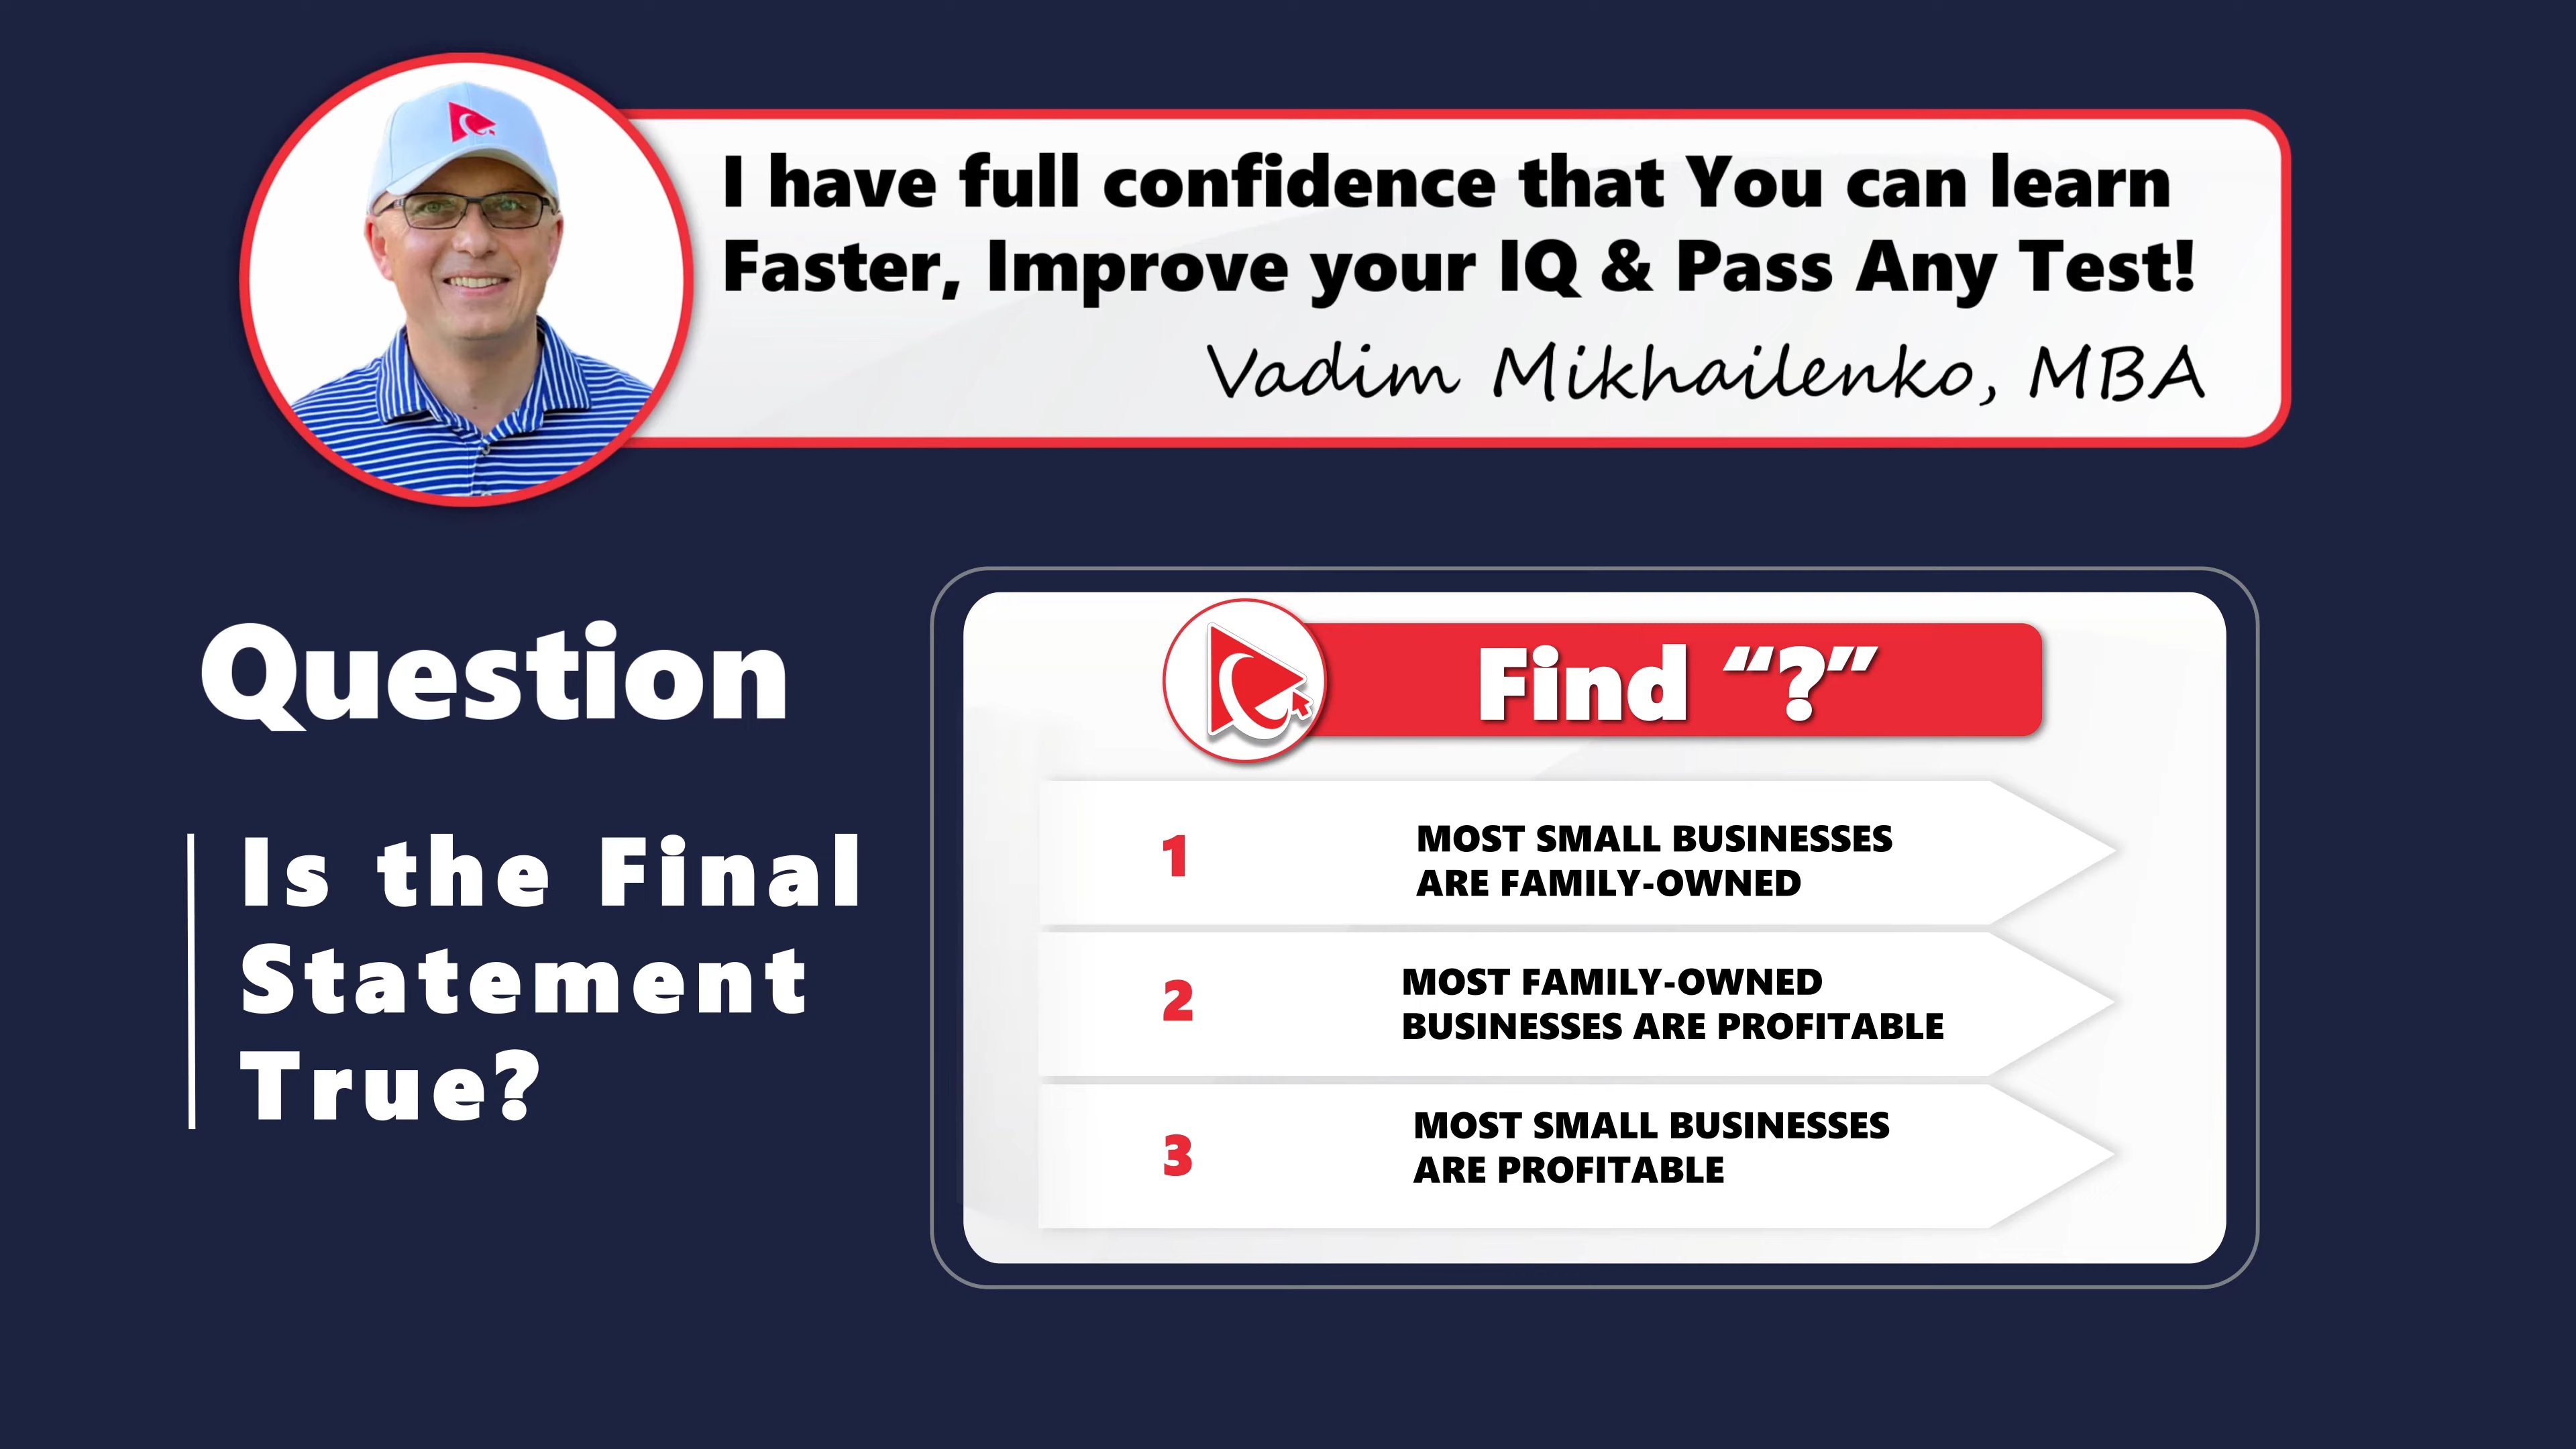 I have full confidence that You can learn
Faster, Improve your IQ & Pass Any Test!
Vadim Mikhailenko, MBA
Question
Is the Final
Statement
True?
Find “?”
1
MOST SMALL BUSINESSES
ARE FAMILY-OWNED
2
MOST FAMILY-OWNED
BUSINESSES ARE PROFITABLE
3
MOST SMALL BUSINESSES
ARE PROFITABLE